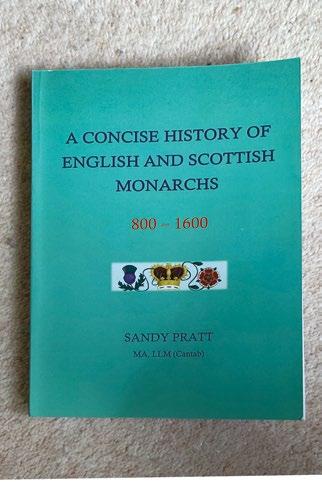 A CONCISE HISTORY OF
ENGLISH AND SCOTTISH
MONARCHS
800 – 1600
SANDY PRATT
MA, LLM (Cantab)